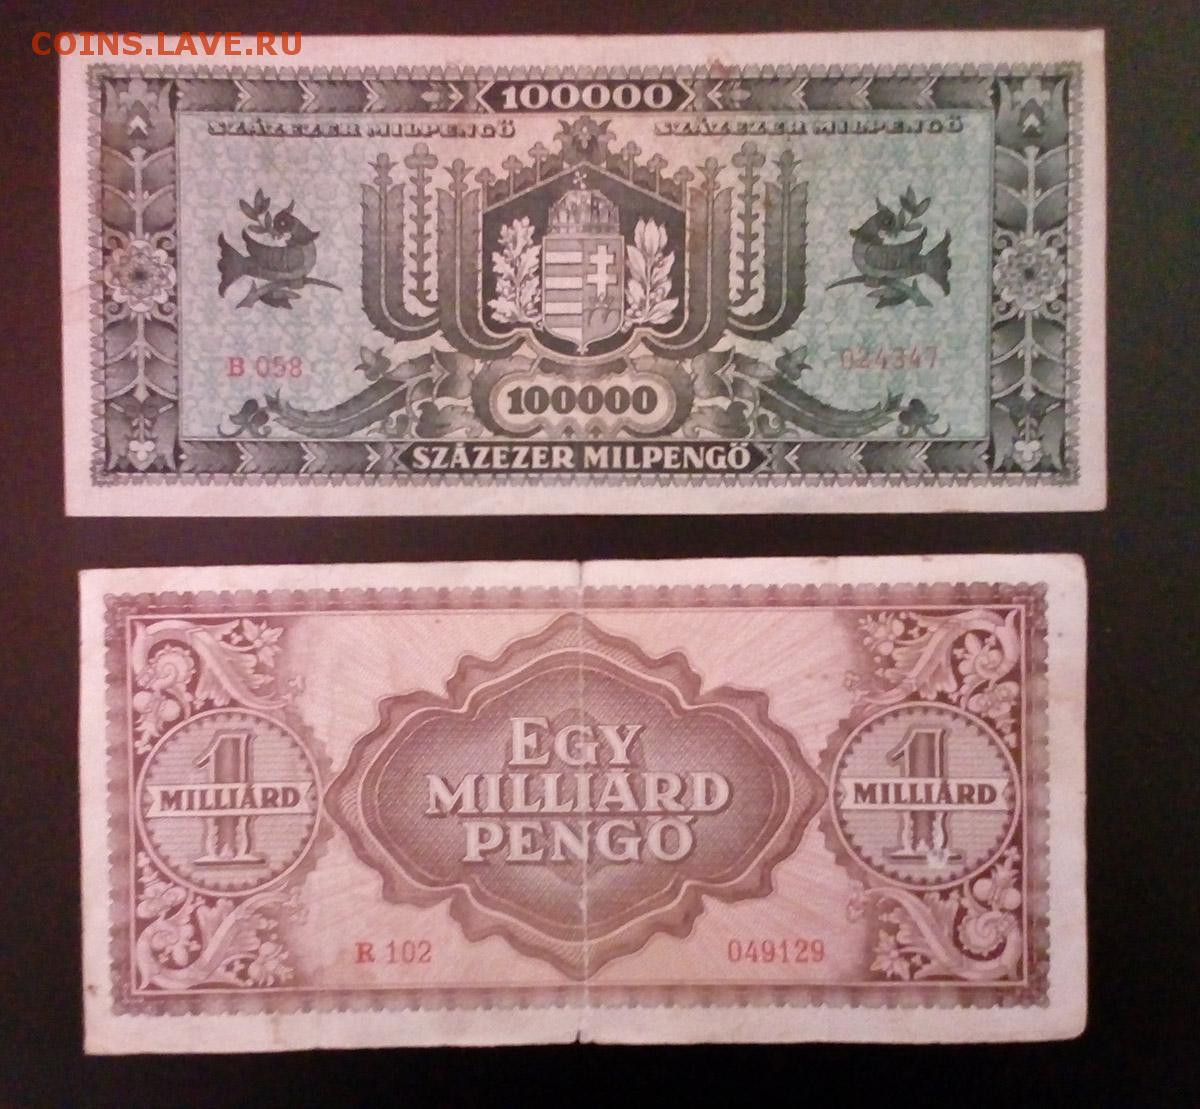 COINS.LAVE.RU
100000
SZÁZEZER MILPENGŐ SZÁZEZER MILPENGŐ
B 058 024347
100000
SZÁZEZER MILPENGŐ
EGY
1 MILLIÁRD 1
MILLIÁRD PENGŐ MILLIÁRD
R 102 049129